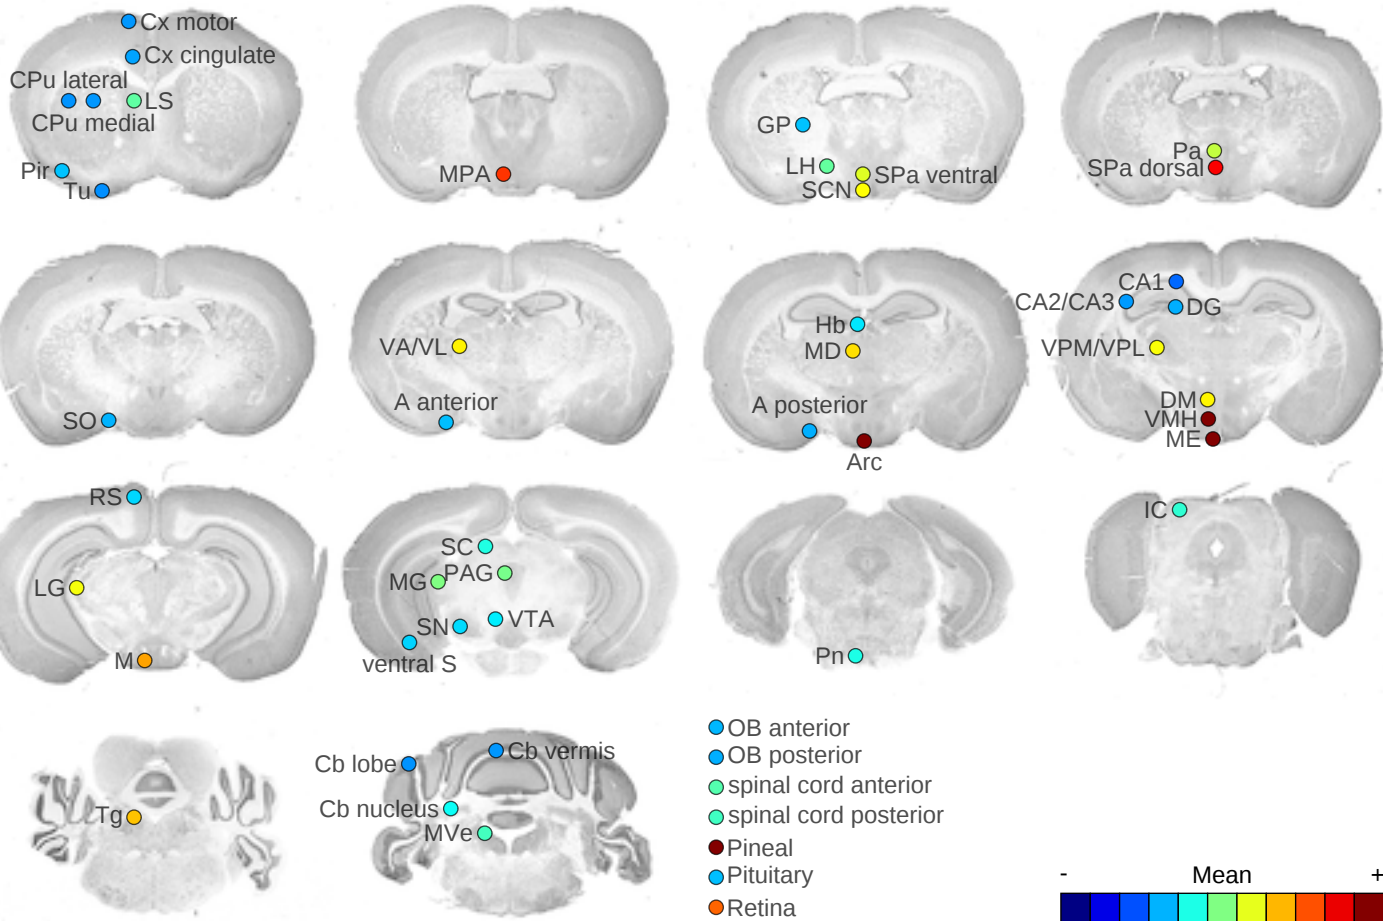 Cx motor
Cx cingulate
CPu lateral
LS
CPu medial
Pir
Tu
MPA
GP
LH
SPa ventral
SCN
Pa
SPa dorsal
SO
VA/VL
A anterior
Hb
MD
A posterior
Arc
CA1
CA2/CA3
DG
VPM/VPL
DM
VMH
ME
RS
LG
M
SC
MG
PAG
SN
VTA
ventral S
Pn
IC
Tg
Cb lobe
Cb vermis
Cb nucleus
MVe
OB anterior
OB posterior
spinal cord anterior
spinal cord posterior
Pineal
Pituitary
Retina
- Mean +